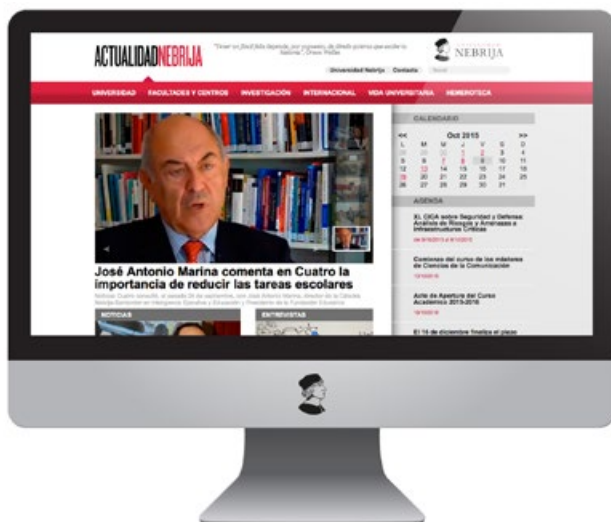 ACTUALIDADNEBRIJA
NEBRIJA
Universidad Nebrija Contacto
UNIVERSIDAD FACULTADES Y CENTROS INVESTIGACIÓN INTERNACIONAL VIDA UNIVERSITARIA HEMEROTECA
CALENDARIO
<< Oct 2015 >>
L M M J V S D
1 2 3 4
5 6 7 8 9 10 11
12 13 14 15 16 17 18
19 20 21 22 23 24 25
26 27 28 29 30 31
AGENDA
XI. CICA sobre Seguridad y Defensa:
Análisis de Riesgos y Amenazas a
Infraestructuras Críticas
Comienzo del curso de los másteres
de Ciencias de la Comunicación
Acto de Apertura del Curso
Académico 2015-2016
El 16 de diciembre finaliza el plazo
José Antonio Marina comenta en Cuatro la
importancia de reducir las tareas escolares
NOTICIAS
ENTREVISTAS